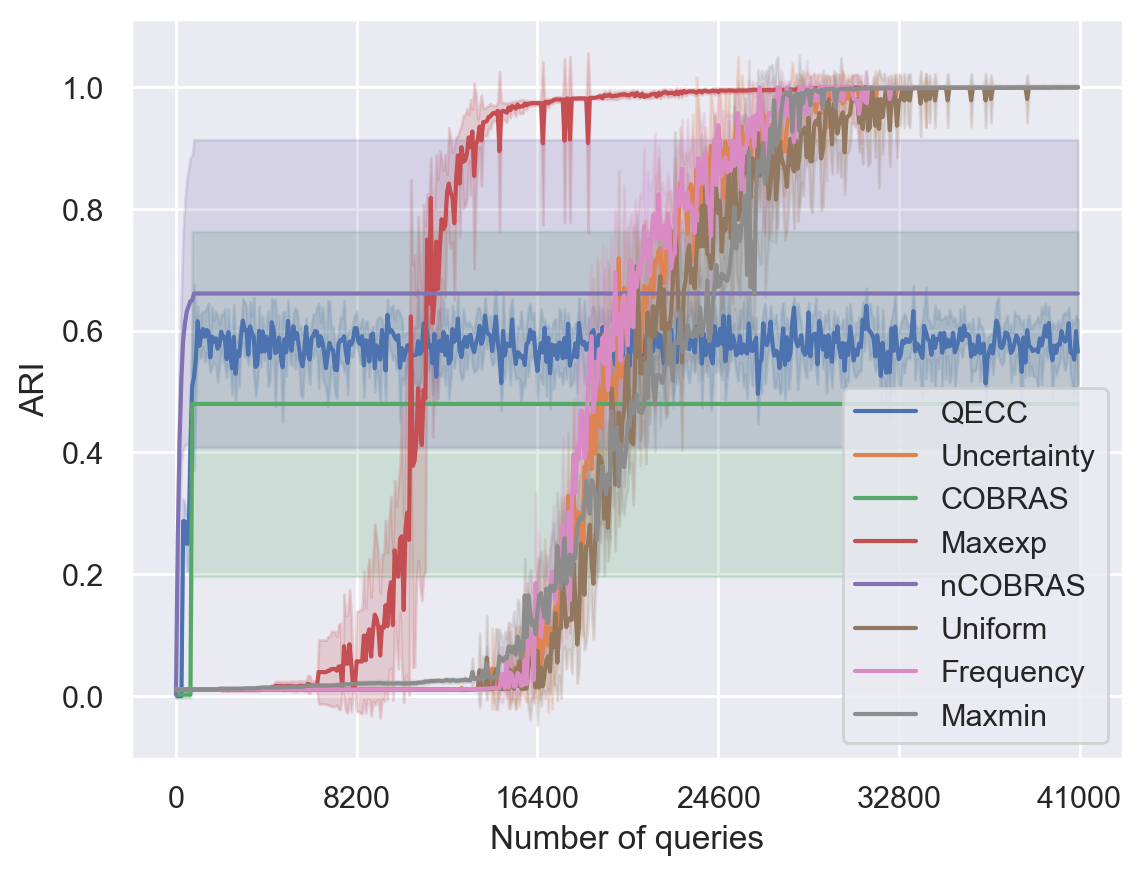 ARI
1.0
0.8
0.6
0.4
0.2
0.0
QECC
Uncertainty
COBRAS
Maxexp
nCOBRAS
Uniform
Frequency
Maxmin
0 8200 16400 24600 32800 41000
Number of queries